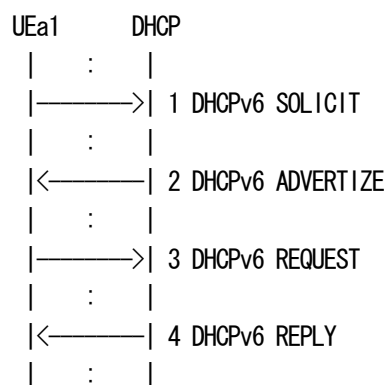 UEa1 DHCP
| : |
|--------->| 1 DHCPv6 SOLICIT
| : |
|<---------| 2 DHCPv6 ADVERTIZE
| : |
|--------->| 3 DHCPv6 REQUEST
| : |
|<---------| 4 DHCPv6 REPLY
| : |